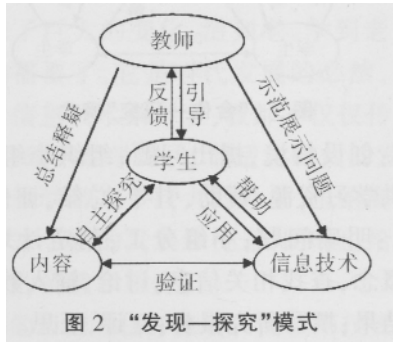 教师
反馈
引导
总结释疑
示范展示问题
学生
自主探究
帮助
应用
内容
信息技术
验证
图 2 “发现—探究”模式